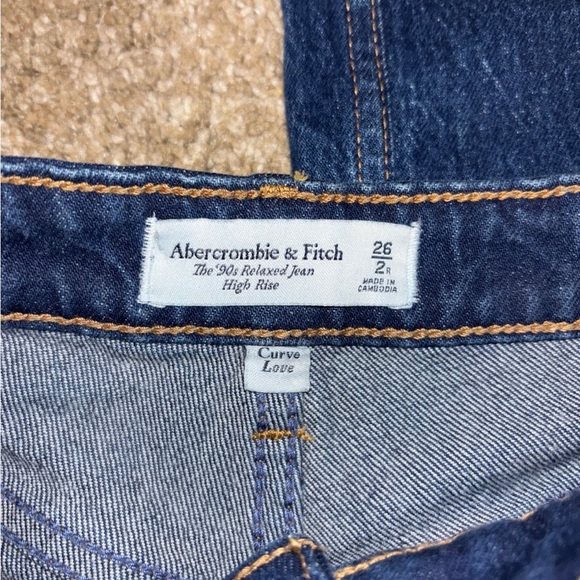 Abercrombie & Fitch
The '90s Relaxed Jean
High Rise
26
2R
MADE IN
CAMBODIA
Curve
Love